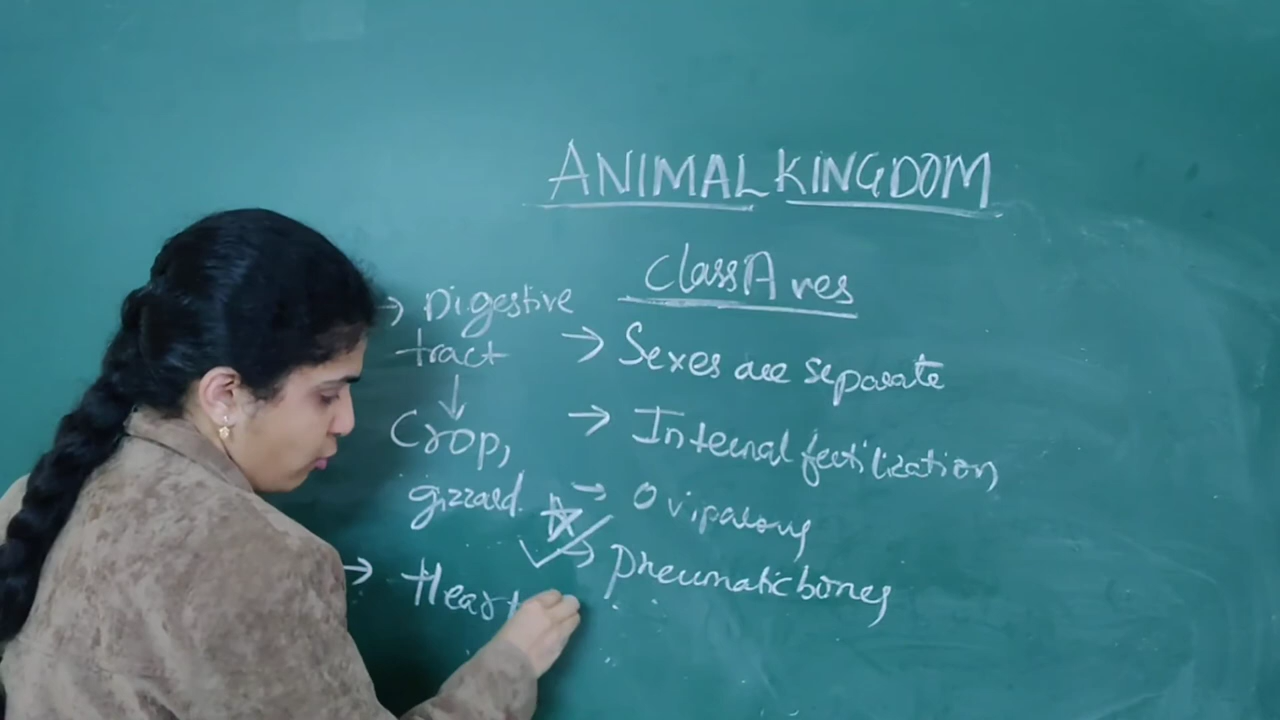 ANIMAL KINGDOM
Class Aves
→ Digestive
tract
↓
Crop,
gizzard.
→ Heart
→ Sexes are separate
→ Internal fertilization
→ Oviparous
→ Pneumatic bones